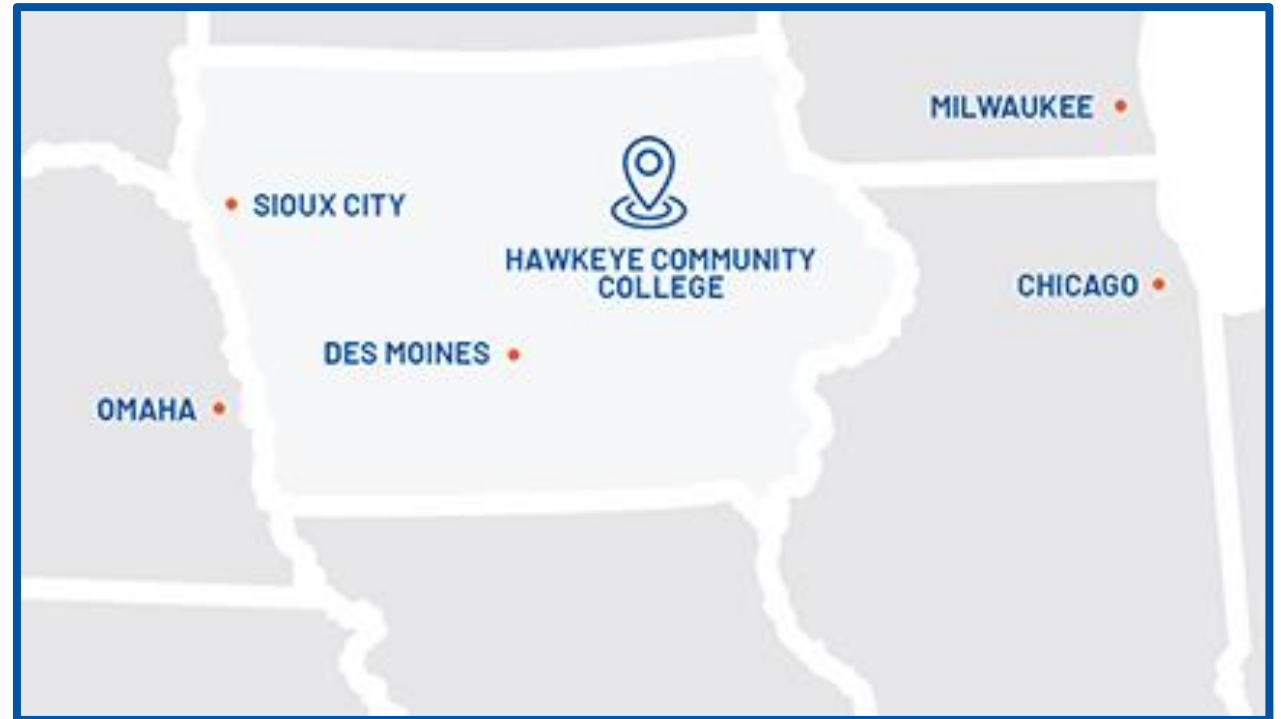 MILWAUKEE
SIOUX CITY
HAWKEYE COMMUNITY
COLLEGE
CHICAGO
DES MOINES
OMAHA